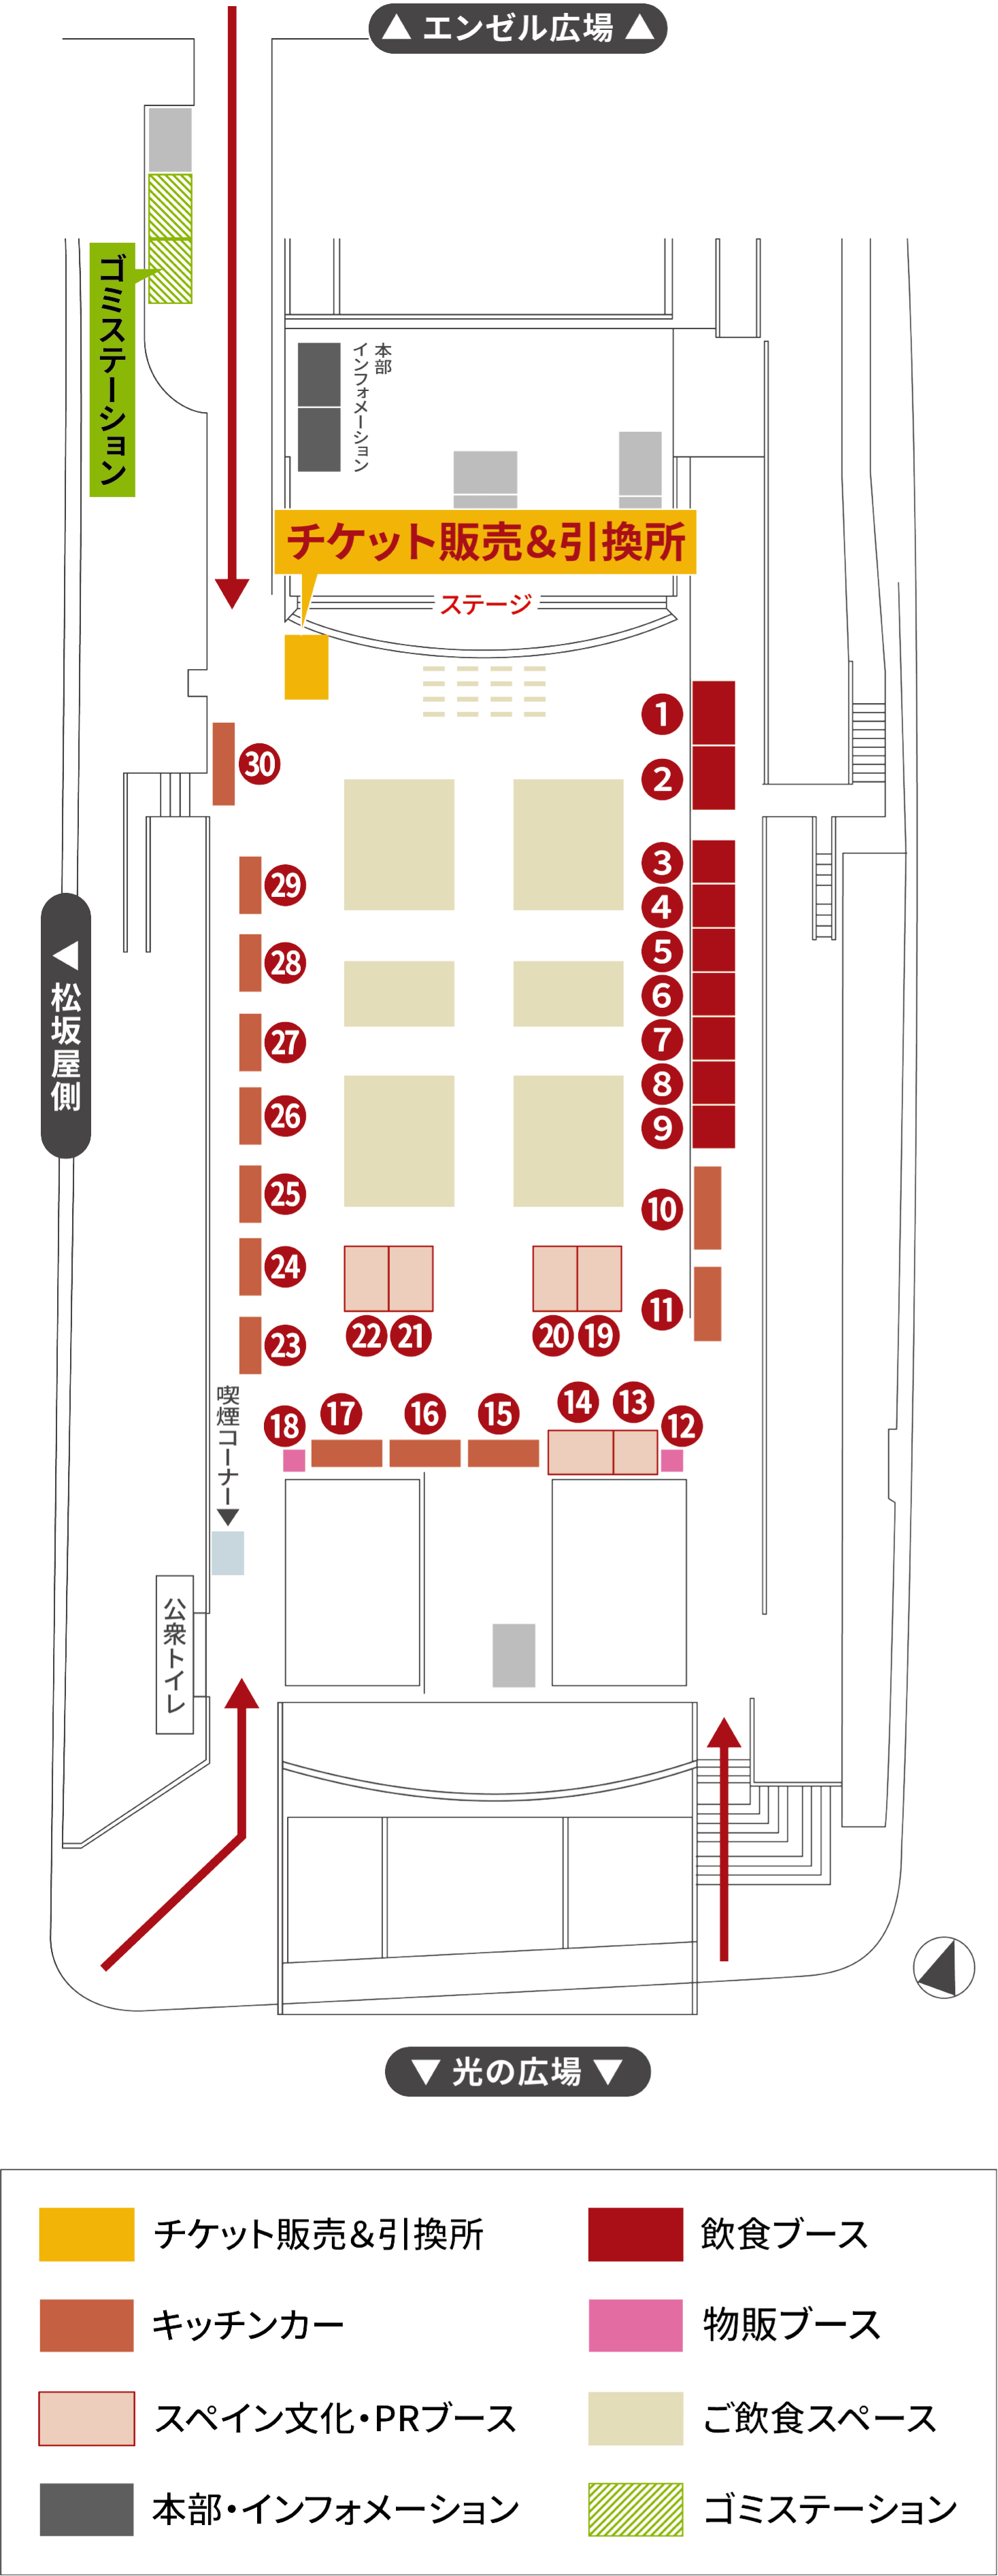 ▲ エンゼル広場 ▲
ゴミステーション
本部
インフォメーション
チケット販売&引換所
ステージ
1
2
30
3
29
4
5
28
6
7
27
8
26
9
25
10
24
11
23
22 21
20 19
◀ 松坂屋側
喫煙コーナー▼
18
17
16
15
14
13
12
公衆トイレ
▼ 光の広場 ▼
チケット販売&引換所
飲食ブース
キッチンカー
物販ブース
スペイン文化・PRブース
ご飲食スペース
本部・インフォメーション
ゴミステーション